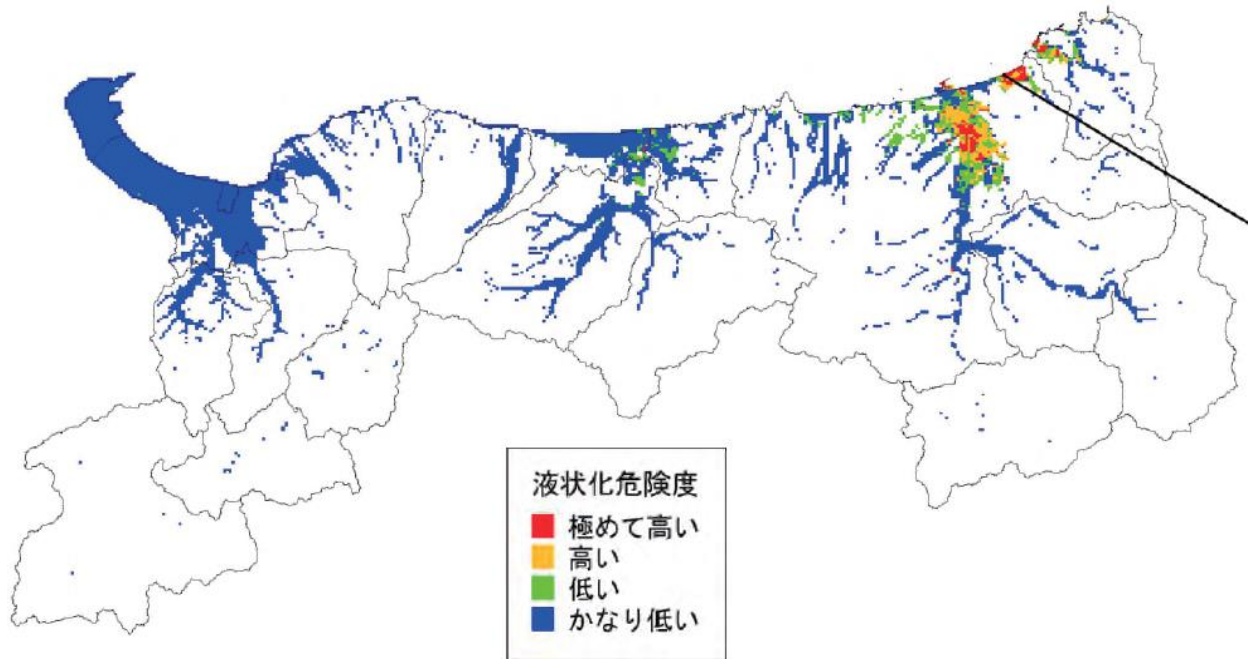 液状化危険度
極めて高い
高い
低い
かなり低い